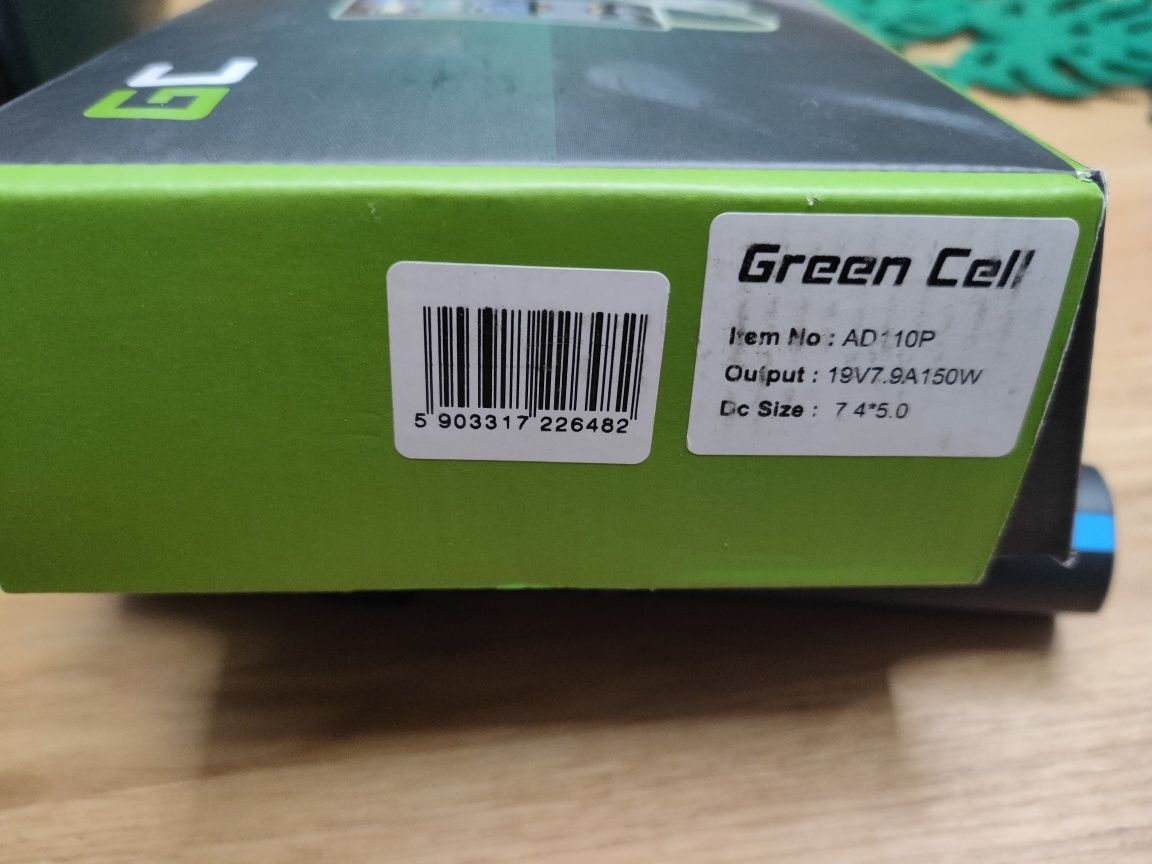 GC
Green Cell
Item No : AD110P
Output : 19V7.9A150W
Dc Size : 7.4*5.0
5 903317 226482